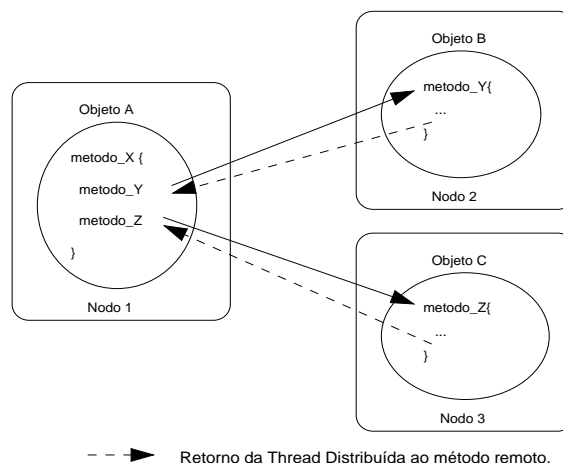 Objeto A
metodo_X {
metodo_Y
metodo_Z
}
Nodo 1
Objeto B
metodo_Y{
...
}
Nodo 2
Objeto C
metodo_Z{
...
}
Nodo 3
Retorno da Thread Distribuída ao método remoto.